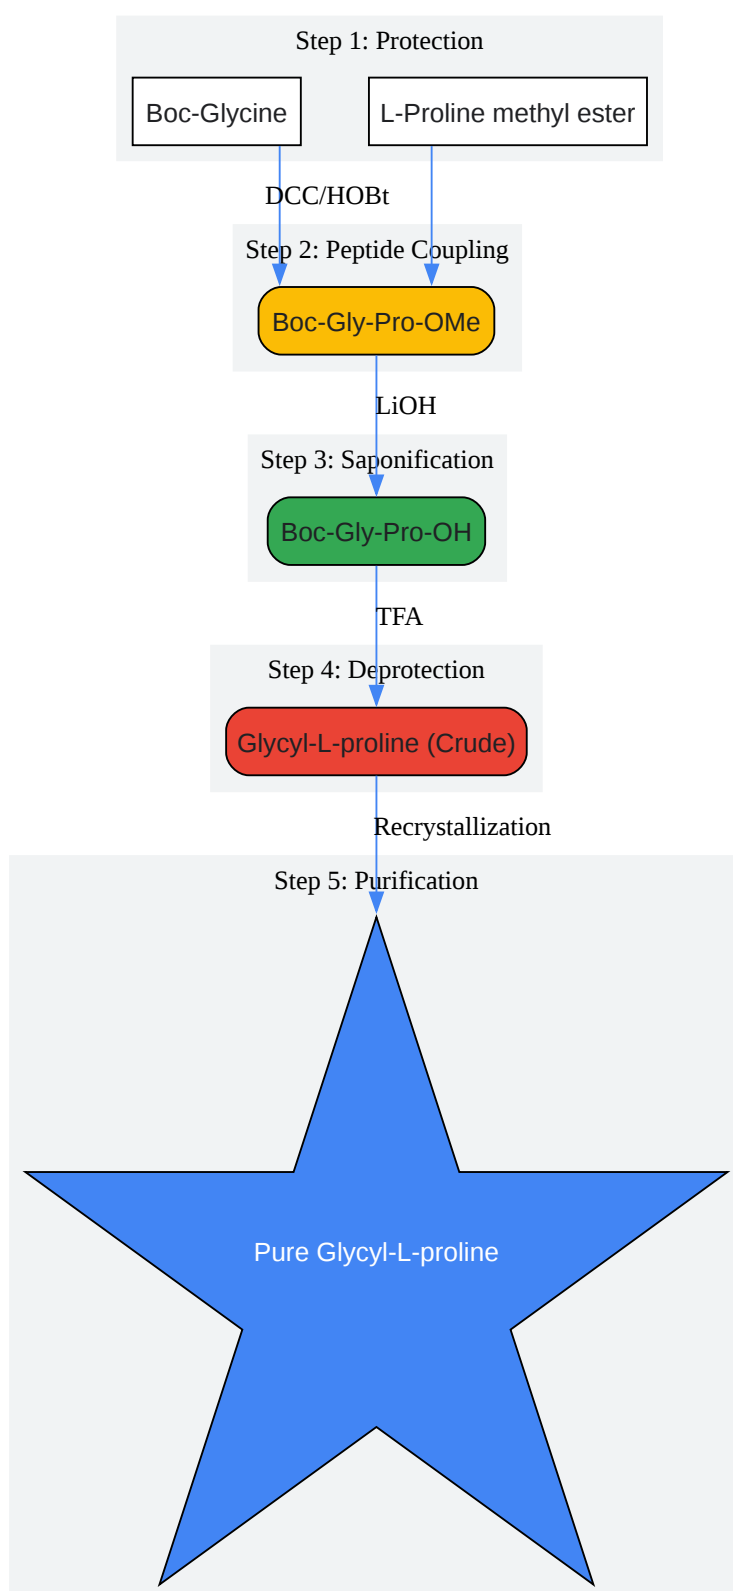 Step 1: Protection
Boc-Glycine
L-Proline methyl ester
DCC/HOBt
Step 2: Peptide Coupling
Boc-Gly-Pro-OMe
LiOH
Step 3: Saponification
Boc-Gly-Pro-OH
TFA
Step 4: Deprotection
Glycyl-L-proline (Crude)
Recrystallization
Step 5: Purification
Pure Glycyl-L-proline